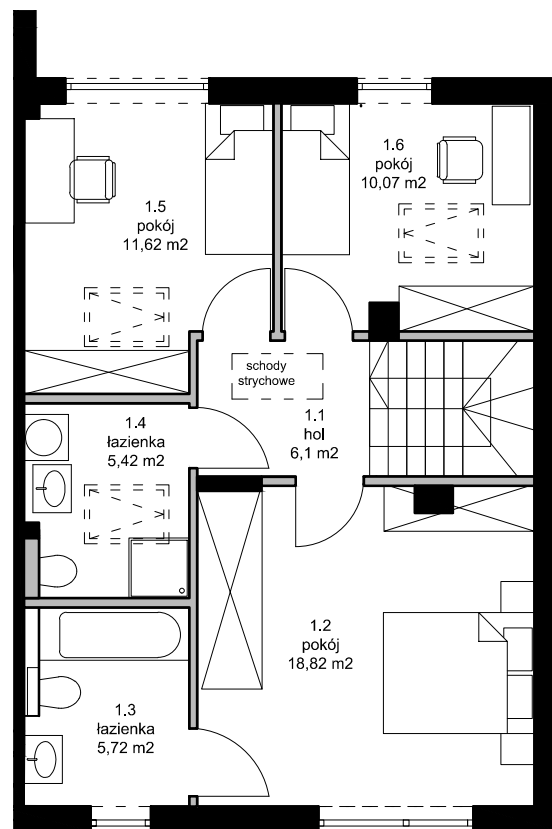 1.6
pokój
10,07 m2
1.5
pokój
11,62 m2
schody
strychowe
1.1
hol
6,1 m2
1.4
łazienka
5,42 m2
1.2
pokój
18,82 m2
1.3
łazienka
5,72 m2